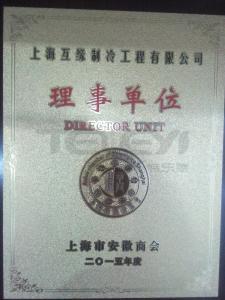 上海互缘制冷工程有限公司
理事单位
DIRECTOR UNIT
上海市安徽商会
二〇一五年度